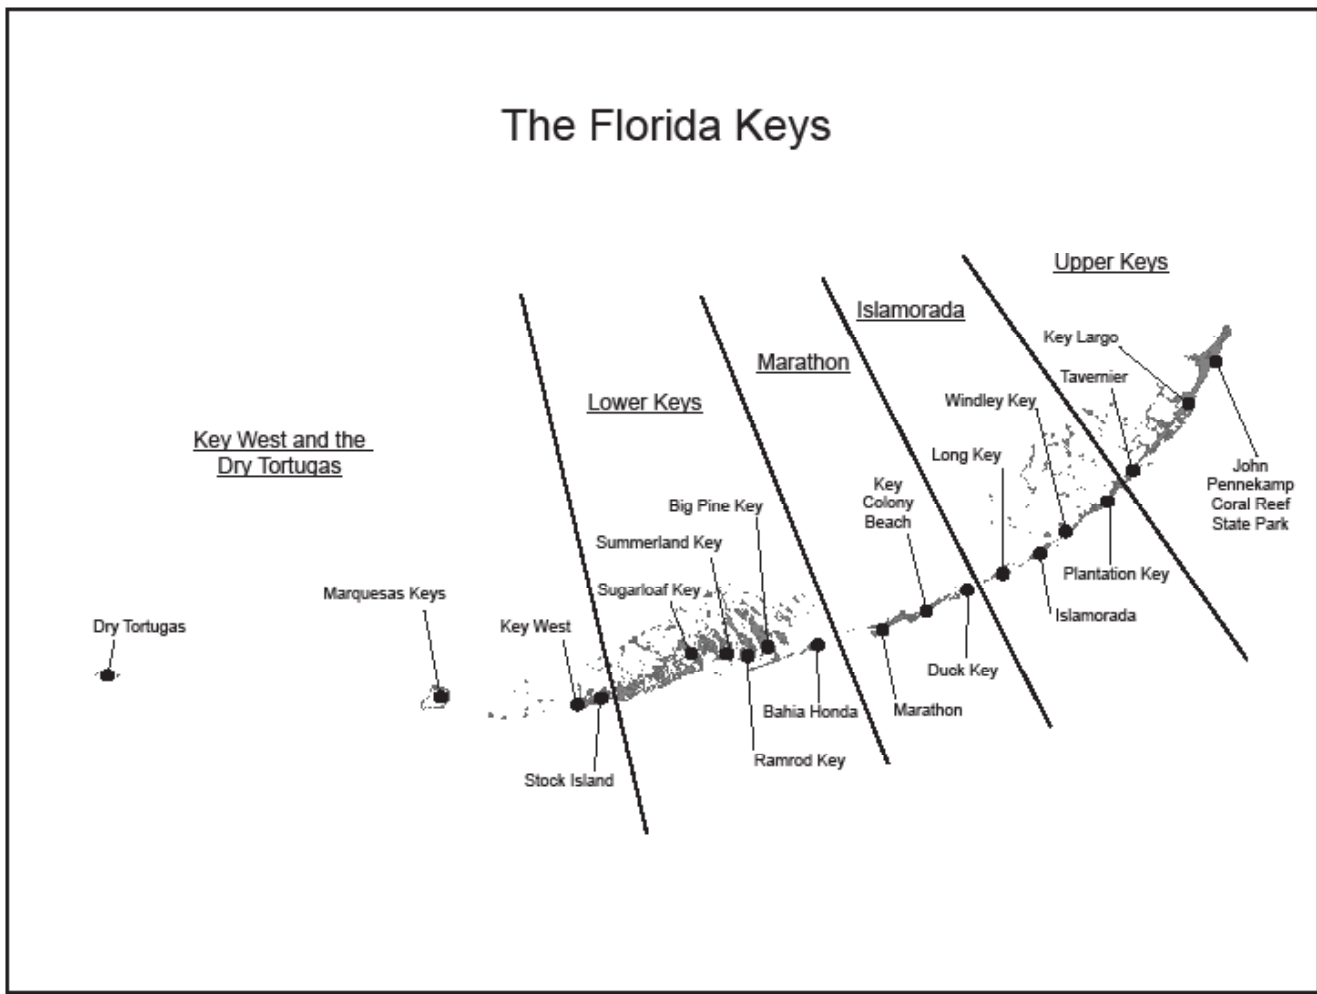 The Florida Keys
Upper Keys
Islamorada
Key Largo
Marathon
Tavernier
Windley Key
Lower Keys
Key West and the
Dry Tortugas
Long Key
John
Pennekamp
Coral Reef
State Park
Key
Colony
Beach
Big Pine Key
Summerland Key
Plantation Key
Sugarloaf Key
Marquesas Keys
Islamorada
Dry Tortugas
Key West
Duck Key
Bahia Honda
Marathon
Ramrod Key
Stock Island